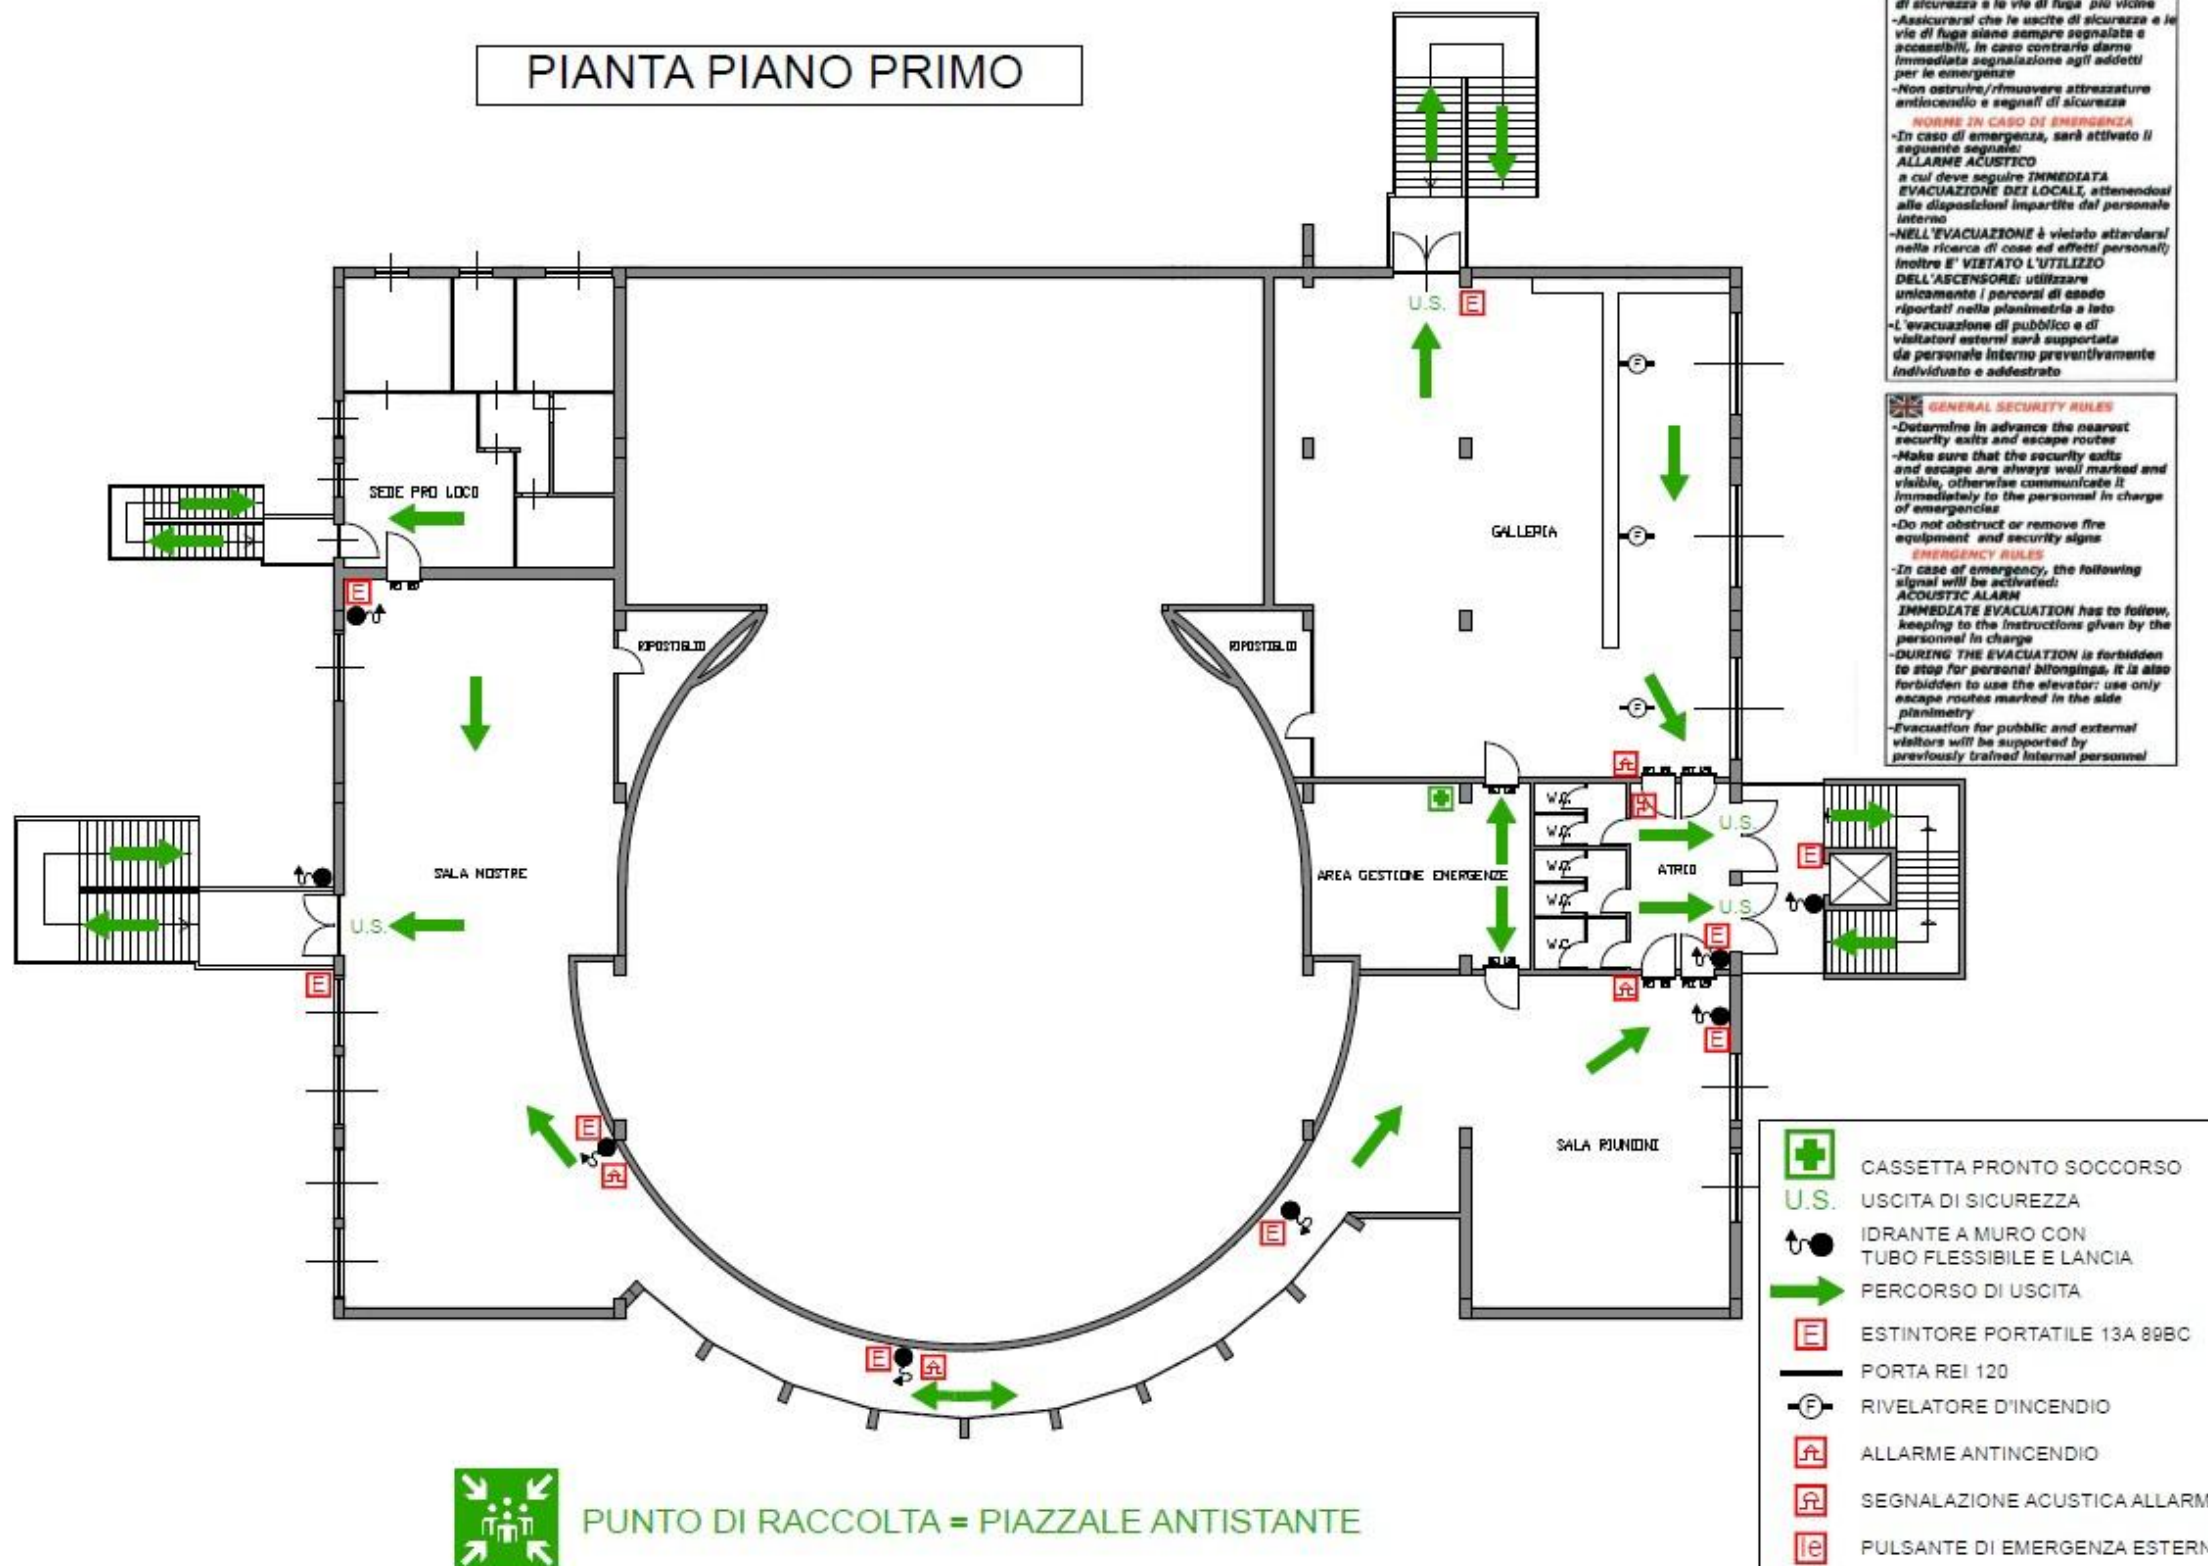 PIANTA PIANO PRIMO
di sicurezza e le vie di fuga più vicine
-Assicurarsi che le uscite di sicurezza e le
vie di fuga siano sempre segnalate e
accessibili, in caso contrario darne
immediata segnalazione agli addetti
per le emergenze
-Non ostruire/rimuovere attrezzature
antincendio e segnali di sicurezza
NORME IN CASO DI EMERGENZA
-In caso di emergenza, sarà attivato il
seguente segnale:
ALLARME ACUSTICO
a cui deve seguire IMMEDIATA
EVACUAZIONE DEI LOCALI, attenendosi
alle disposizioni impartite dal personale
interno
-NELL'EVACUAZIONE è vietato attardarsi
nella ricerca di cose ed effetti personali;
inoltre E' VIETATO L'UTILIZZO
DELL'ASCENSORE: utilizzare
unicamente i percorsi di esodo
riportati nella planimetria a lato
-L'evacuazione di pubblico e di
visitatori esterni sarà supportata
da personale interno preventivamente
individuato e addestrato
GENERAL SECURITY RULES
-Determine in advance the nearest
security exits and escape routes
-Make sure that the security exits
and escape are always well marked and
visible, otherwise communicate it
immediately to the personnel in charge
of emergencies
-Do not obstruct or remove fire
equipment and security signs
EMERGENCY RULES
-In case of emergency, the following
signal will be activated:
ACOUSTIC ALARM
IMMEDIATE EVACUATION has to follow,
keeping to the instructions given by the
personnel in charge
-DURING THE EVACUATION is forbidden
to stop for personal bilongings, it is also
forbidden to use the elevator: use only
escape routes marked in the side
planimetry
-Evacuation for pubblic and external
visitors will be supported by
previously trained internal personnel
U.S. E
F
SEDE PRO LOCO
GALLERIA
F
E
RIPOSTIGLIO
RIPOSTIGLIO
F
W.C.
W.C.
W.C.
W.C.
W.C.
U.S.
E
SALA MOSTRE
AREA GESTIONE EMERGENZE
ATRIO
U.S.
U.S.
E
E
E
E
SALA RIUNIONI
E
E
CASSETTA PRONTO SOCCORSO
U.S. USCITA DI SICUREZZA
IDRANTE A MURO CON
TUBO FLESSIBILE E LANCIA
PERCORSO DI USCITA
E ESTINTORE PORTATILE 13A 89BC
PORTA REI 120
F RIVELATORE D'INCENDIO
ALLARME ANTINCENDIO
SEGNALAZIONE ACUSTICA ALLARM
PULSANTE DI EMERGENZA ESTERN
PUNTO DI RACCOLTA = PIAZZALE ANTISTANTE